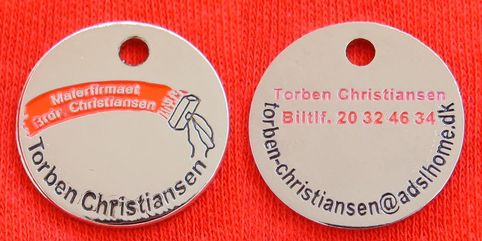 Malerfirmaet
Brdr. Christiansen
Torben Christiansen
Torben Christiansen
Biltlf. 20 32 46 34
torben-christiansen@adslhome.dk